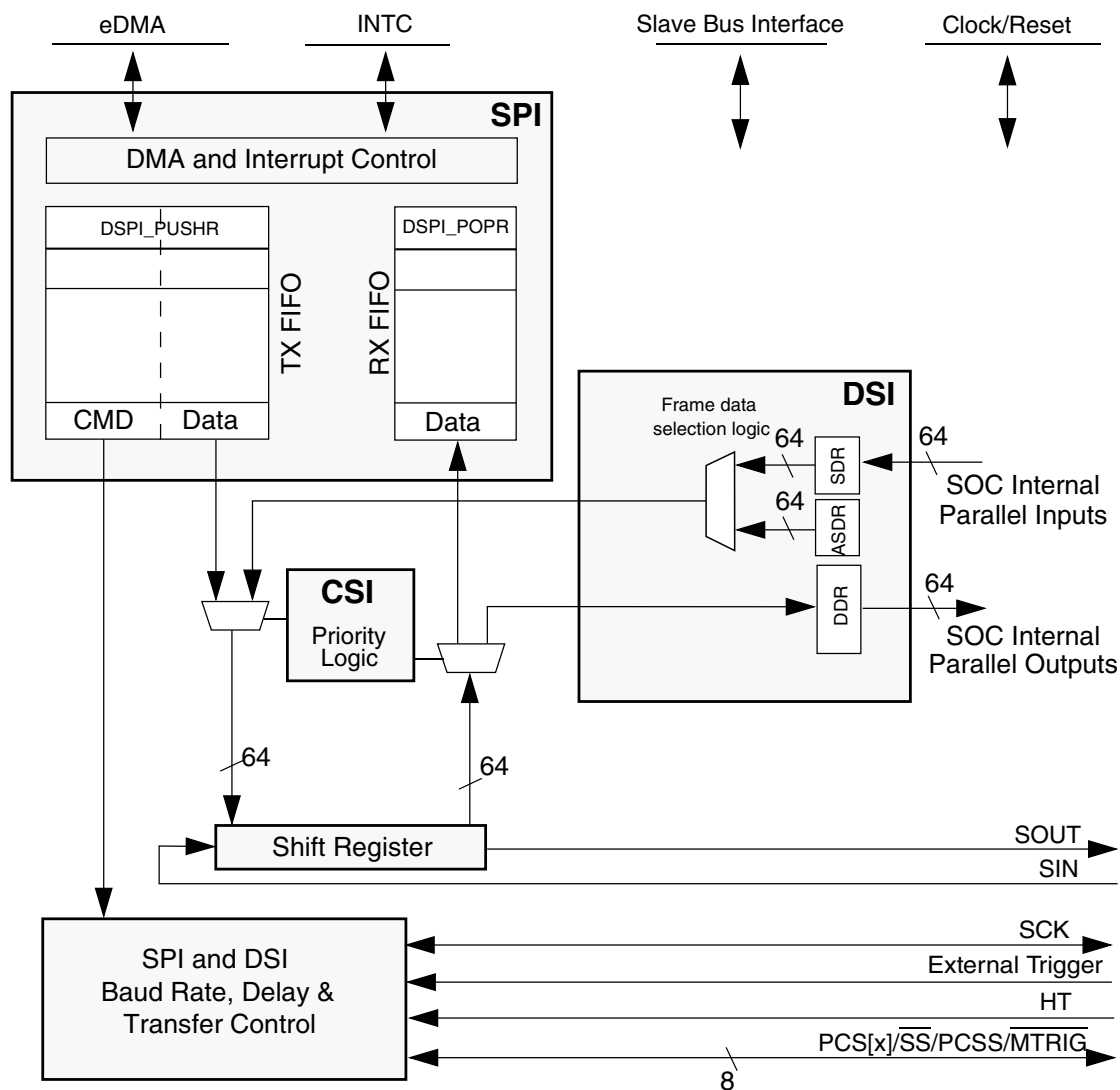 eDMA
INTC
Slave Bus Interface
Clock/Reset
SPI
DMA and Interrupt Control
DSPI_PUSHR
DSPI_POPR
TX FIFO
RX FIFO
CMD
Data
Data
DSI
Frame data
selection logic
64
SDR
64
SOC Internal
Parallel Inputs
64
ASDR
CSI
Priority
Logic
DDR
64
SOC Internal
Parallel Outputs
64
64
Shift Register
SOUT
SIN
SPI and DSI
Baud Rate, Delay &
Transfer Control
SCK
External Trigger
HT
PCS[x]/S̅S̅/PCSS/M̅T̅R̅I̅G̅
8